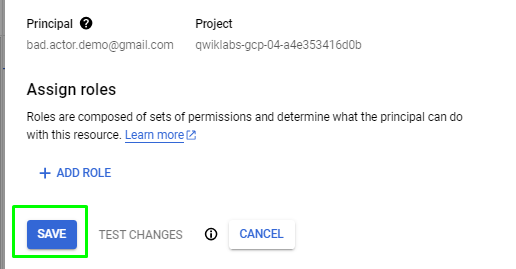 Principal Project
bad.actor.demo@gmail.com qwiklabs-gcp-04-a4e353416d0b
Assign roles
Roles are composed of sets of permissions and determine what the principal can do
with this resource. Learn more
+ ADD ROLE
SAVE TEST CHANGES CANCEL